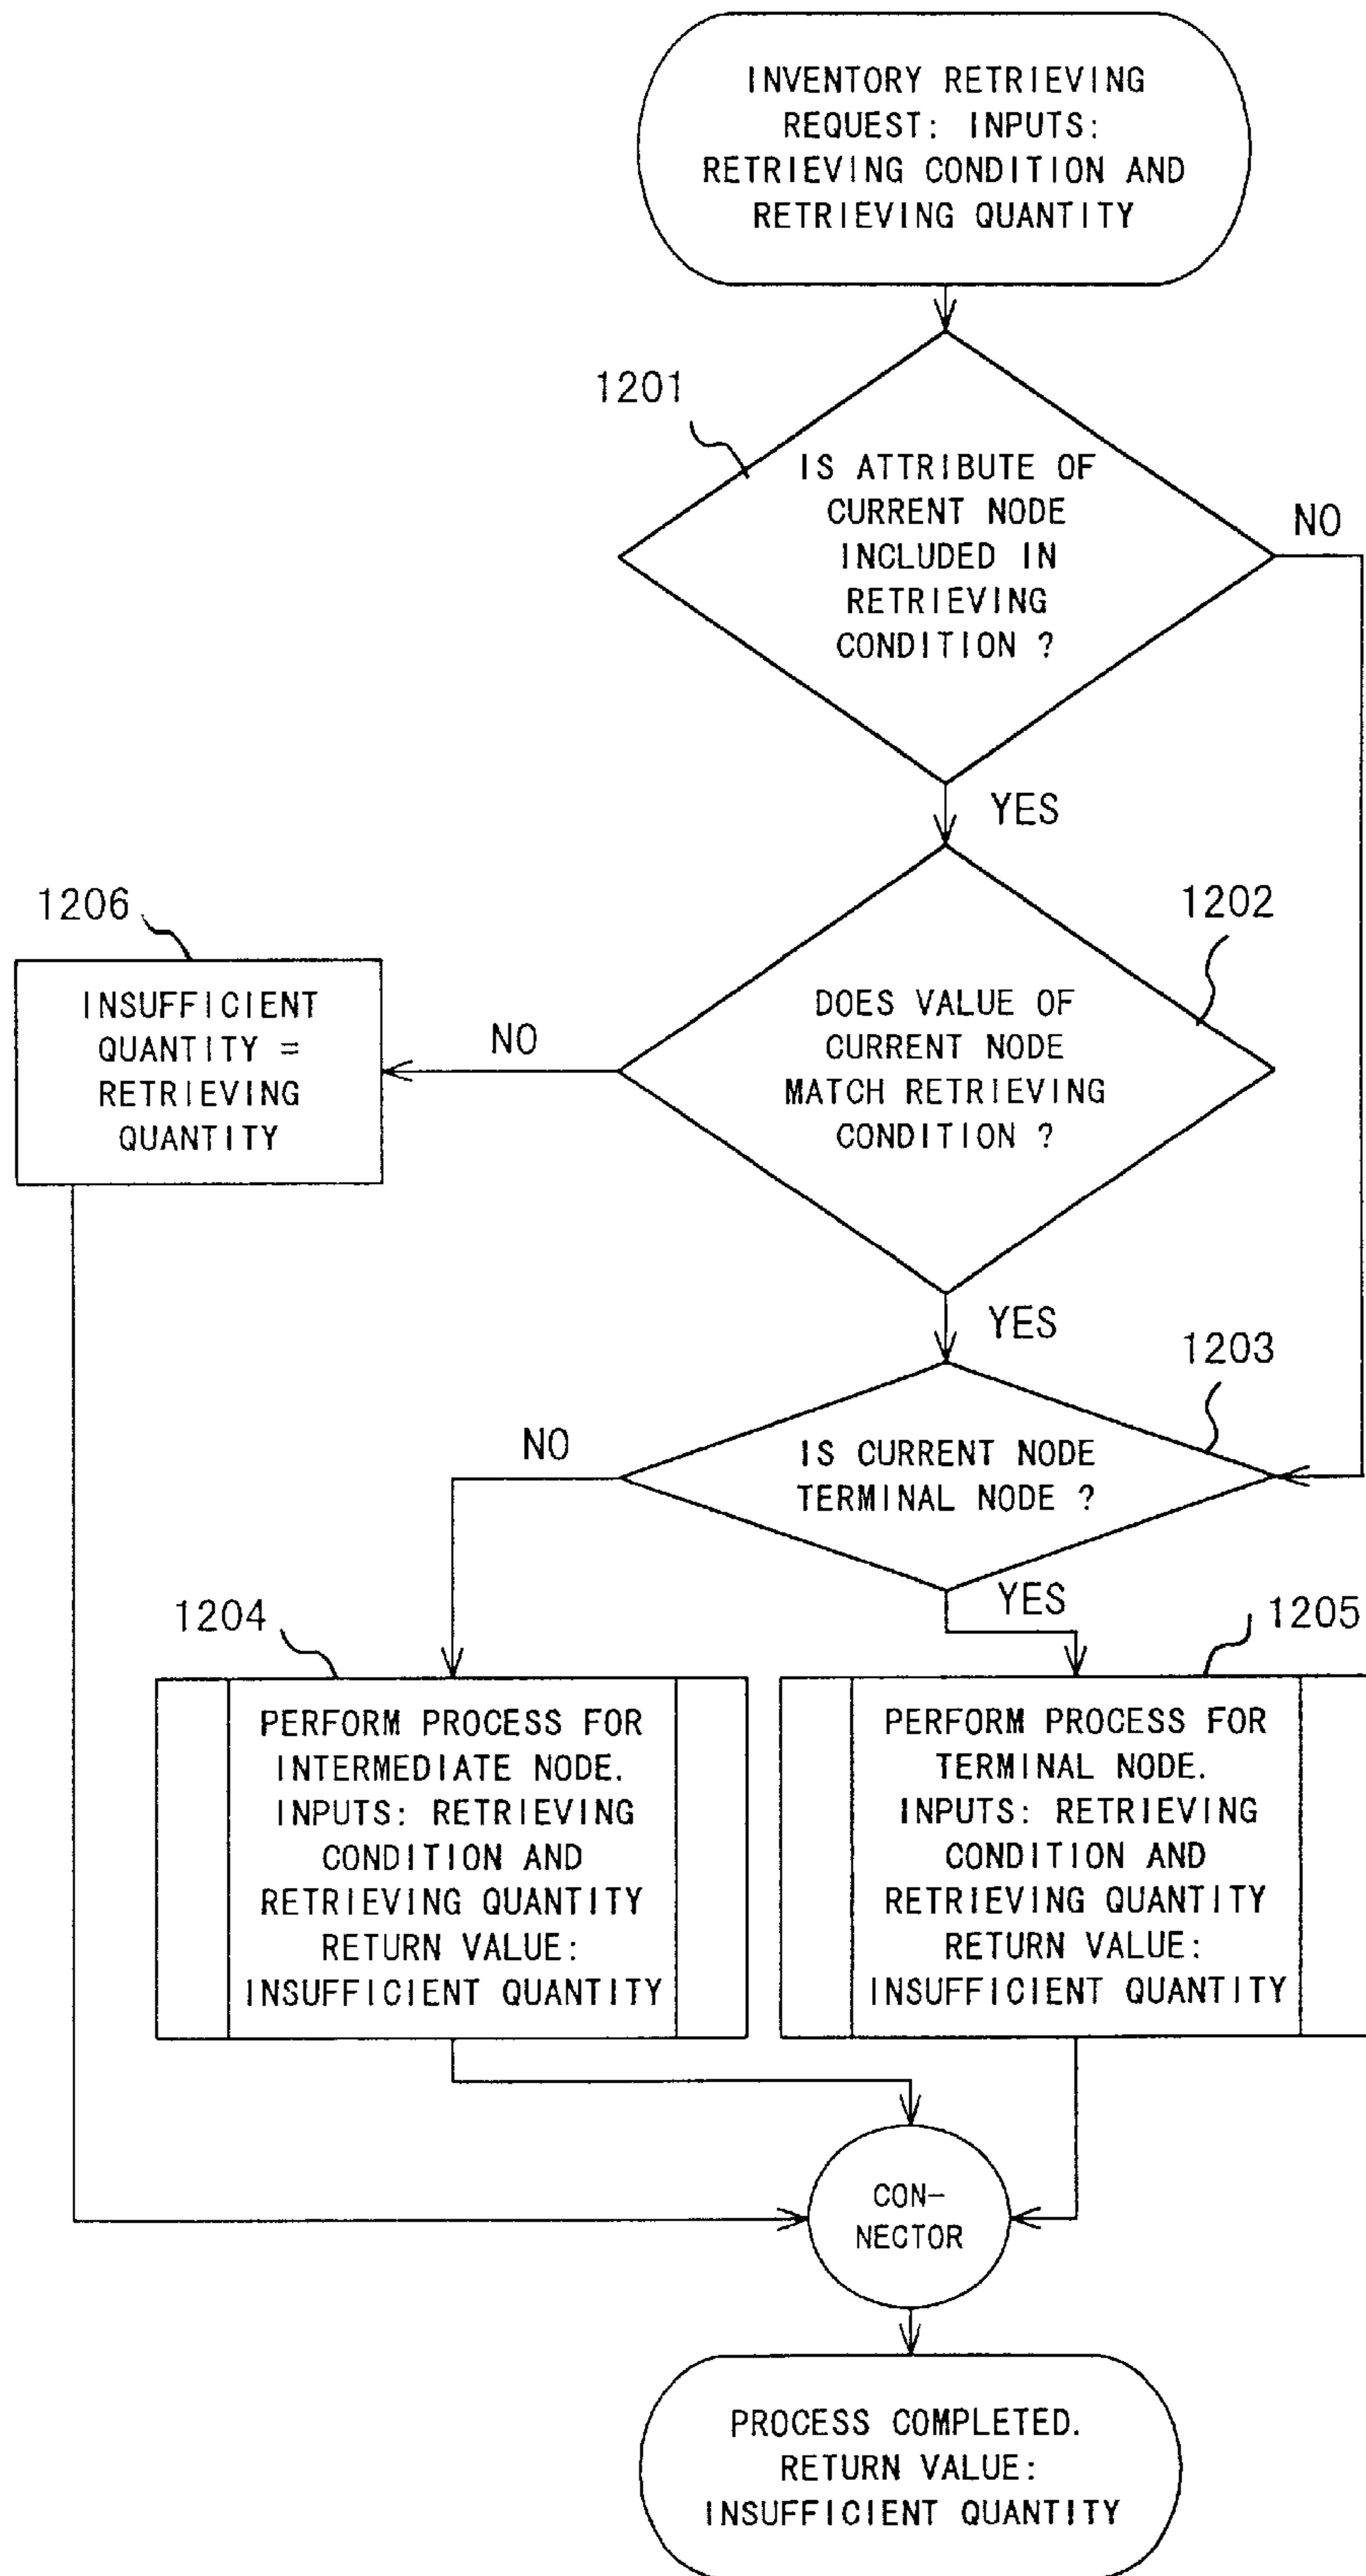 INVENTORY RETRIEVING
REQUEST: INPUTS:
RETRIEVING CONDITION AND
RETRIEVING QUANTITY
1201
IS ATTRIBUTE OF
CURRENT NODE
INCLUDED IN
RETRIEVING
CONDITION ?
NO
YES
1206
INSUFFICIENT
QUANTITY =
RETRIEVING
QUANTITY
NO
1202
DOES VALUE OF
CURRENT NODE
MATCH RETRIEVING
CONDITION ?
YES
1203
NO
IS CURRENT NODE
TERMINAL NODE ?
YES
1204
PERFORM PROCESS FOR
INTERMEDIATE NODE.
INPUTS: RETRIEVING
CONDITION AND
RETRIEVING QUANTITY
RETURN VALUE:
INSUFFICIENT QUANTITY
1205
PERFORM PROCESS FOR
TERMINAL NODE.
INPUTS: RETRIEVING
CONDITION AND
RETRIEVING QUANTITY
RETURN VALUE:
INSUFFICIENT QUANTITY
CON-
NECTOR
PROCESS COMPLETED.
RETURN VALUE:
INSUFFICIENT QUANTITY